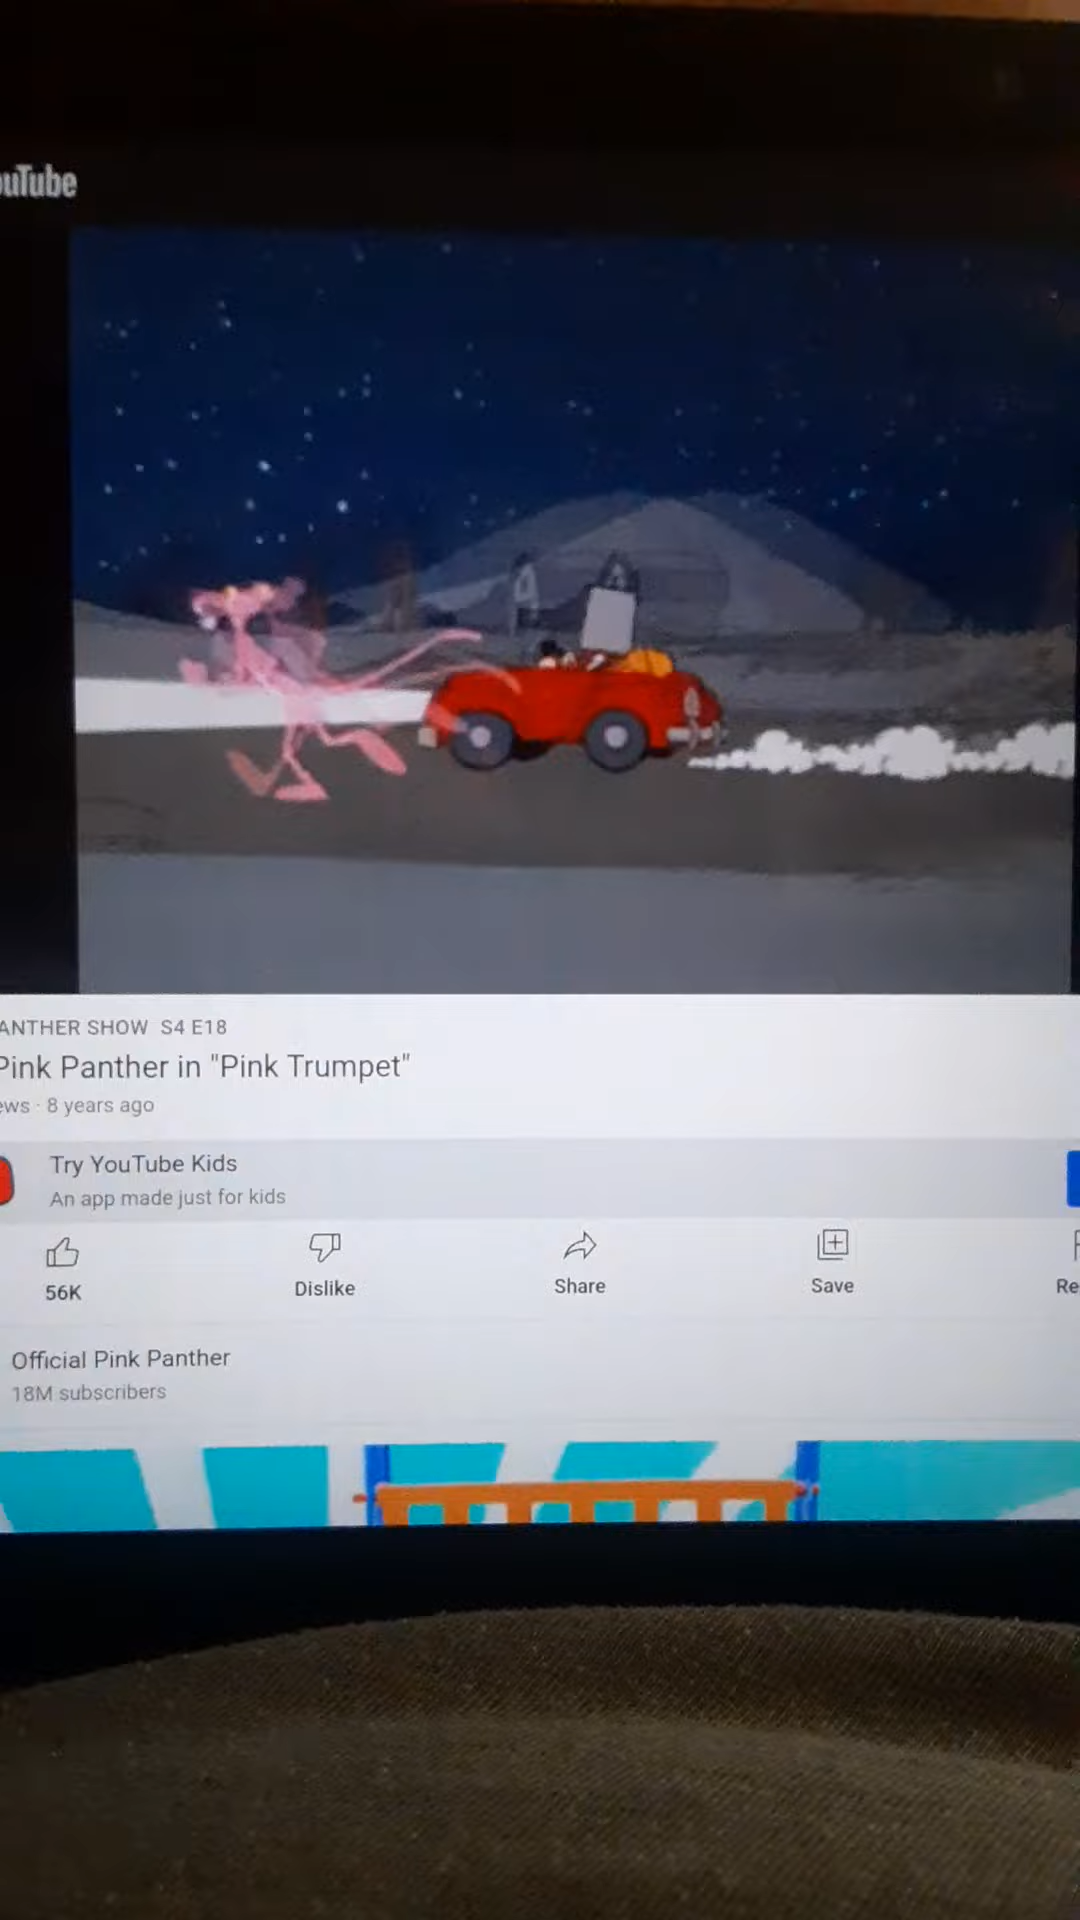 ouTube
ANTHER SHOW S4 E18
Pink Panther in "Pink Trumpet"
ews · 8 years ago
Try YouTube Kids
An app made just for kids
56K
Dislike
Share
Save
Re
Official Pink Panther
18M subscribers